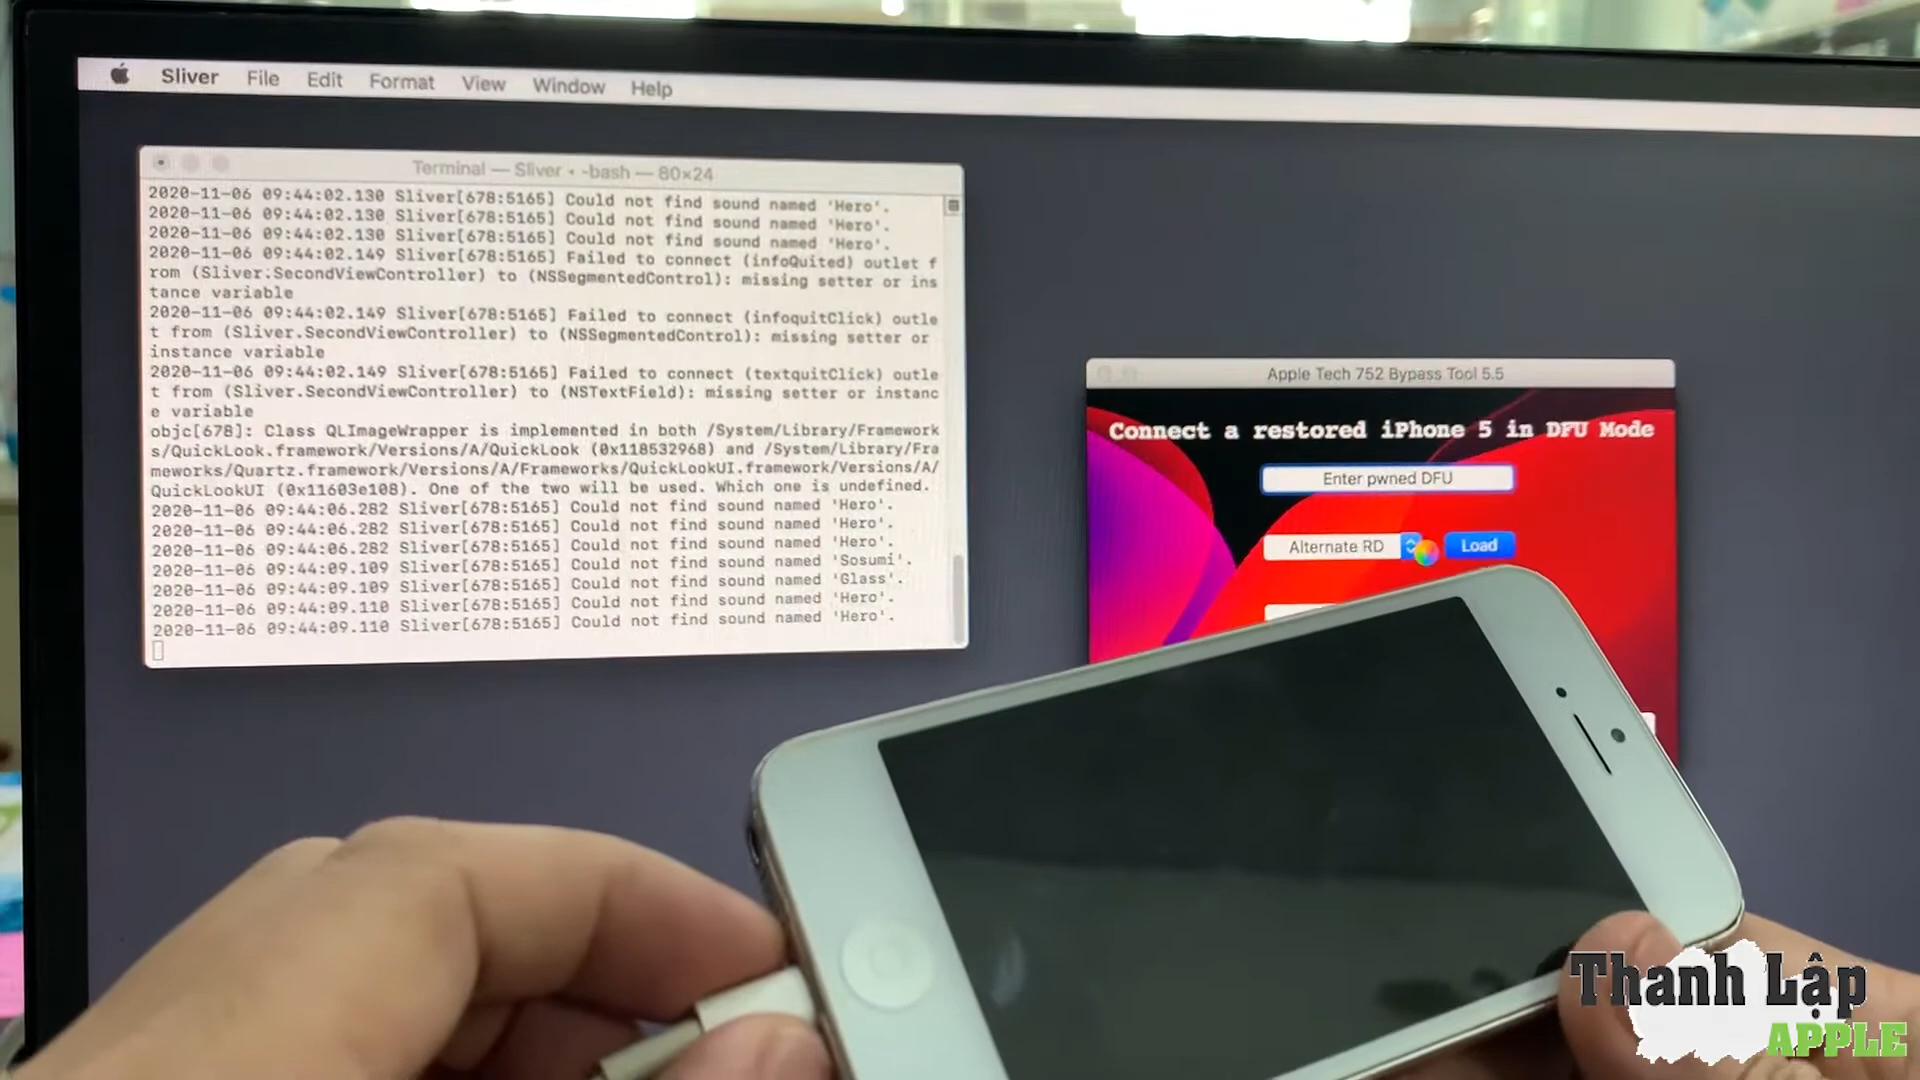 Sliver File Edit Format View Window Help
Terminal — Sliver • -bash — 80×24
2020-11-06 09:44:02.130 Sliver[678:5165] Could not find sound named 'Hero'.
2020-11-06 09:44:02.130 Sliver[678:5165] Could not find sound named 'Hero'.
2020-11-06 09:44:02.130 Sliver[678:5165] Could not find sound named 'Hero'.
2020-11-06 09:44:02.149 Sliver[678:5165] Failed to connect (infoQuited) outlet f
rom (Sliver.SecondViewController) to (NSSegmentedControl): missing setter or ins
tance variable
2020-11-06 09:44:02.149 Sliver[678:5165] Failed to connect (infoquitClick) outle
t from (Sliver.SecondViewController) to (NSSegmentedControl): missing setter or
instance variable
2020-11-06 09:44:02.149 Sliver[678:5165] Failed to connect (textquitClick) outle
t from (Sliver.SecondViewController) to (NSTextField): missing setter or instanc
e variable
objc[678]: Class QLImageWrapper is implemented in both /System/Library/Framework
s/QuickLook.framework/Versions/A/QuickLook (0x118532968) and /System/Library/Fra
meworks/Quartz.framework/Versions/A/Frameworks/QuickLookUI.framework/Versions/A/
QuickLookUI (0x11603e108). One of the two will be used. Which one is undefined.
2020-11-06 09:44:06.282 Sliver[678:5165] Could not find sound named 'Hero'.
2020-11-06 09:44:06.282 Sliver[678:5165] Could not find sound named 'Hero'.
2020-11-06 09:44:06.282 Sliver[678:5165] Could not find sound named 'Hero'.
2020-11-06 09:44:09.109 Sliver[678:5165] Could not find sound named 'Sosumi'.
2020-11-06 09:44:09.109 Sliver[678:5165] Could not find sound named 'Glass'.
2020-11-06 09:44:09.110 Sliver[678:5165] Could not find sound named 'Hero'.
2020-11-06 09:44:09.110 Sliver[678:5165] Could not find sound named 'Hero'.
Apple Tech 752 Bypass Tool 5.5
Connect a restored iPhone 5 in DFU Mode
Enter pwned DFU
Alternate RD
Load
Thanh Lập
APPLE